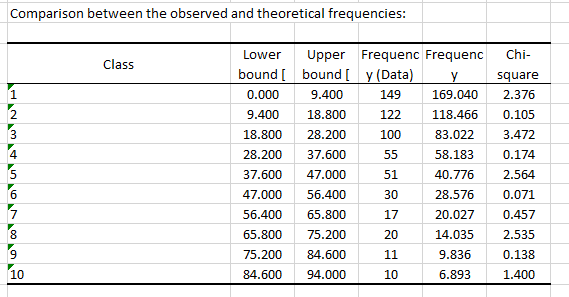 Comparison between the observed and theoretical frequencies:
Class Lower bound [ Upper bound [ Frequenc y (Data) Frequenc y Chi-square
1 0.000 9.400 149 169.040 2.376
2 9.400 18.800 122 118.466 0.105
3 18.800 28.200 100 83.022 3.472
4 28.200 37.600 55 58.183 0.174
5 37.600 47.000 51 40.776 2.564
6 47.000 56.400 30 28.576 0.071
7 56.400 65.800 17 20.027 0.457
8 65.800 75.200 20 14.035 2.535
9 75.200 84.600 11 9.836 0.138
10 84.600 94.000 10 6.893 1.400